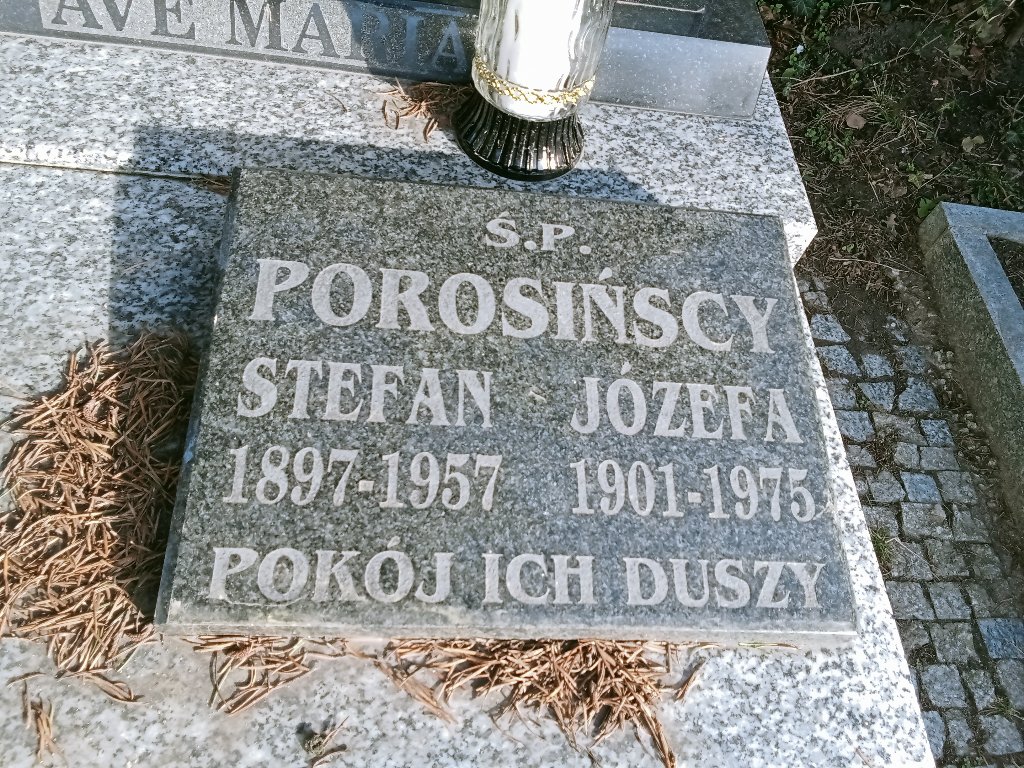 AVE MARIA
Ś.P.
POROSIŃSCY
STEFAN JÓZEFA
1897-1957 1901-1975
POKÓJ ICH DUSZY